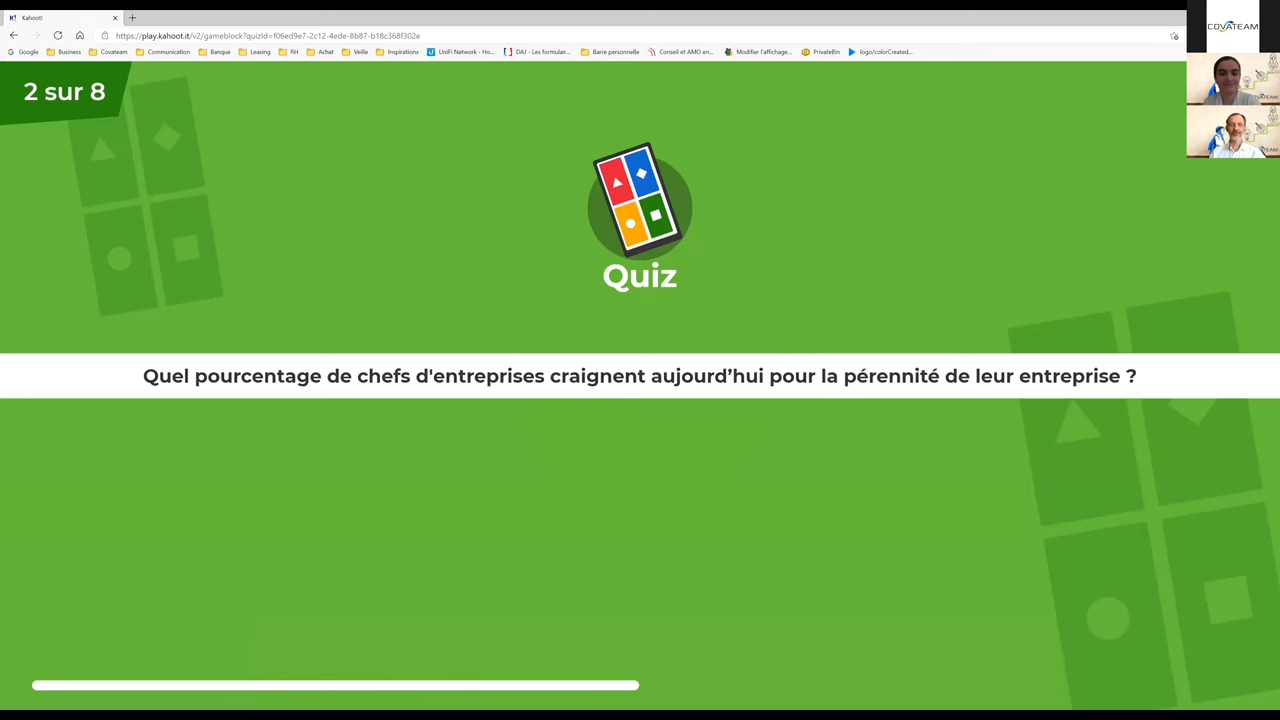 Kahoot!
https://play.kahoot.it/v2/gameblock?quizId=f06ed9e7-2c12-4ede-8b87-b18c368f302e
Google Business Covateam Communication Banque Leasing RH Achat Veille Inspirations UniFi Network - Ho... DAJ - Les formulair... Barre personnelle Conseil et AMO en... Modifier l'affichage... PrivateBin logo/colorCreated...
COVATEAM
2 sur 8
Quiz
Quel pourcentage de chefs d'entreprises craignent aujourd’hui pour la pérennité de leur entreprise ?